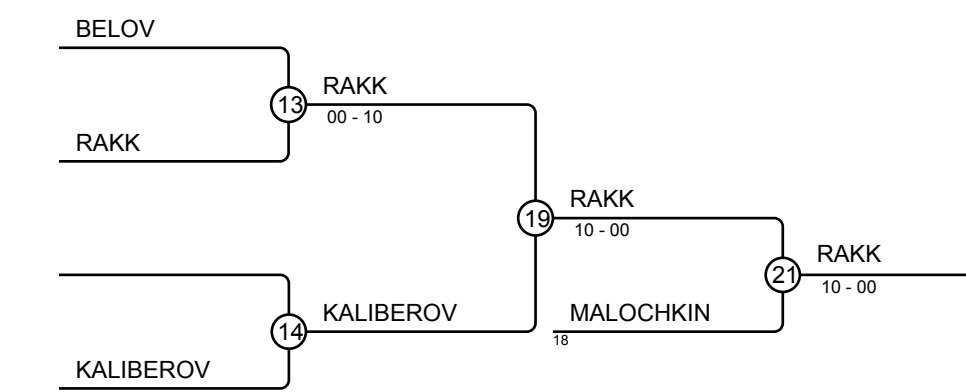 BELOV
13
RAKK
00 - 10
RAKK
19
RAKK
10 - 00
21
RAKK
10 - 00
14
KALIBEROV
MALOCHKIN
18
KALIBEROV